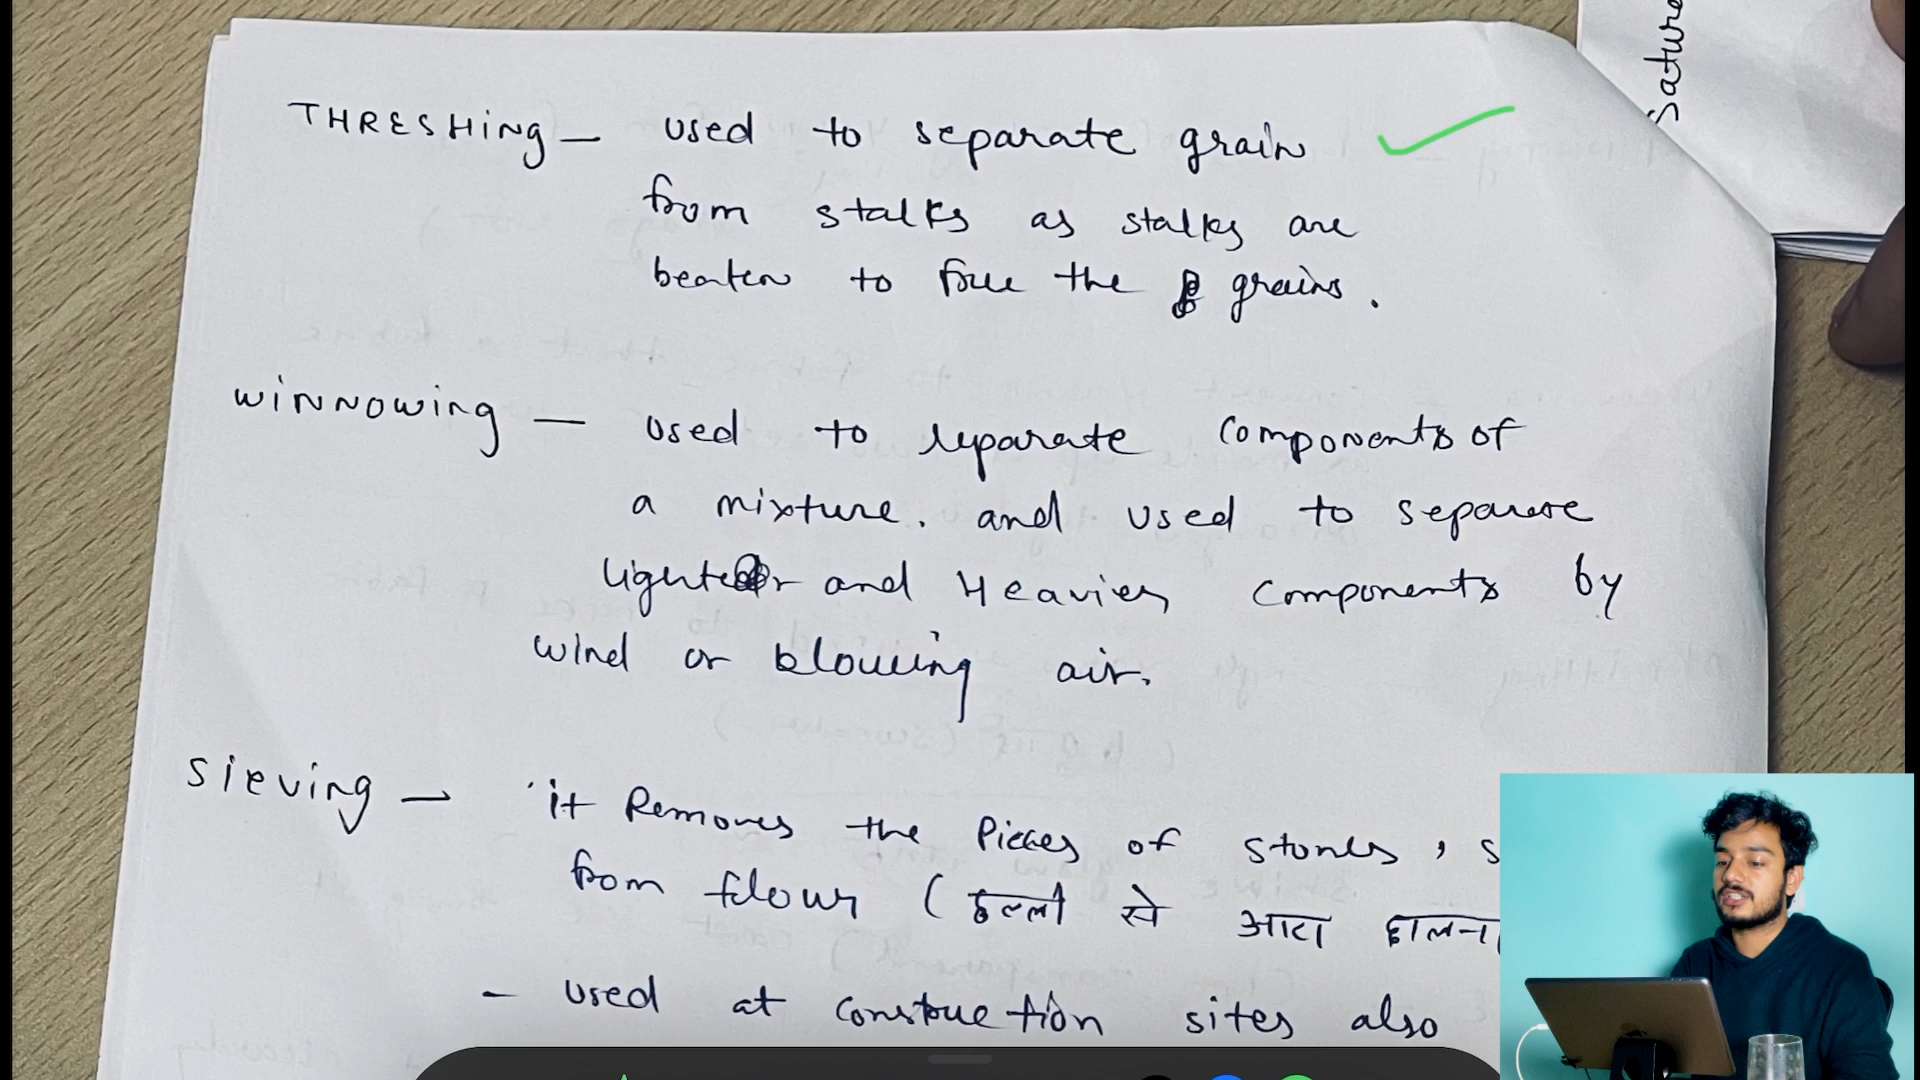 Sature
THRESHing — used to separate grain
from stalks as stalks are
beaten to free the grains.
winnowing — used to separate components of
a mixture. and used to separate
lighter and Heavier components by
wind or blowing air.
sieving — it Removes the Pieces of stones, s
from flour ( से आटा छालना
- used at construction sites also